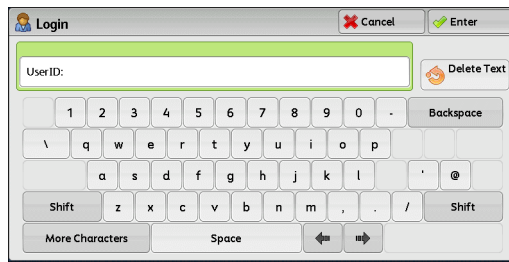 Login
Cancel
Enter
UserID:
Delete Text
1 2 3 4 5 6 7 8 9 0 - Backspace
\ q w e r t y u i o p
a s d f g h j k l ' @
Shift z x c v b n m , . / Shift
More Characters Space